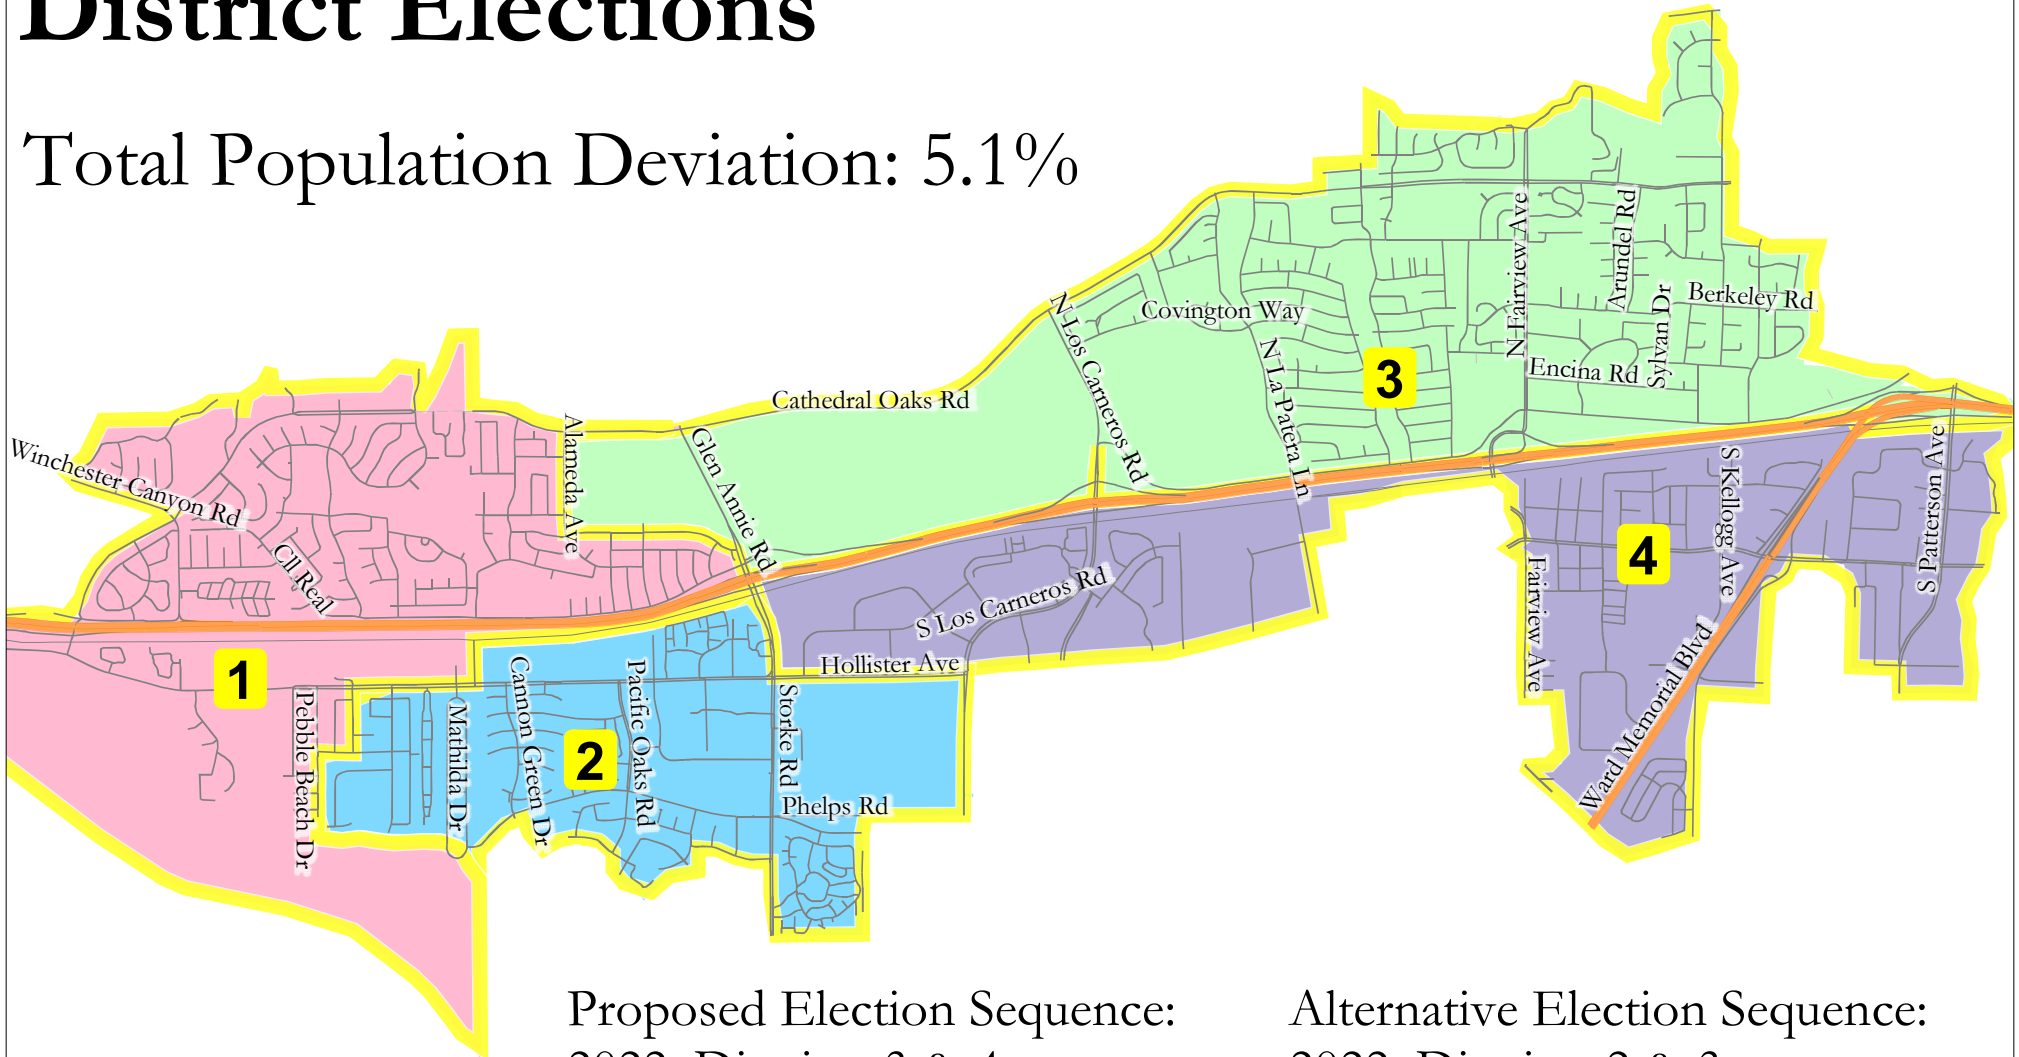 District Elections
Total Population Deviation: 5.1%
Cathedral Oaks Rd
Winchester Canyon Rd
Alameda Ave
Glen Annie Rd
Cll Real
N Los Carneros Rd
Covington Way
N La Patera Ln
3
N Fairview Ave
Arundel Rd
Berkeley Rd
Sylvan Dr
Encina Rd
S Kellogg Ave
S Patterson Ave
4
Fairview Ave
Ward Memorial Blvd
S Los Carneros Rd
Hollister Ave
1
Pebble Beach Dr
Mathilda Dr
Cannon Green Dr
2
Pacific Oaks Rd
Storke Rd
Phelps Rd
Proposed Election Sequence:
Alternative Election Sequence: